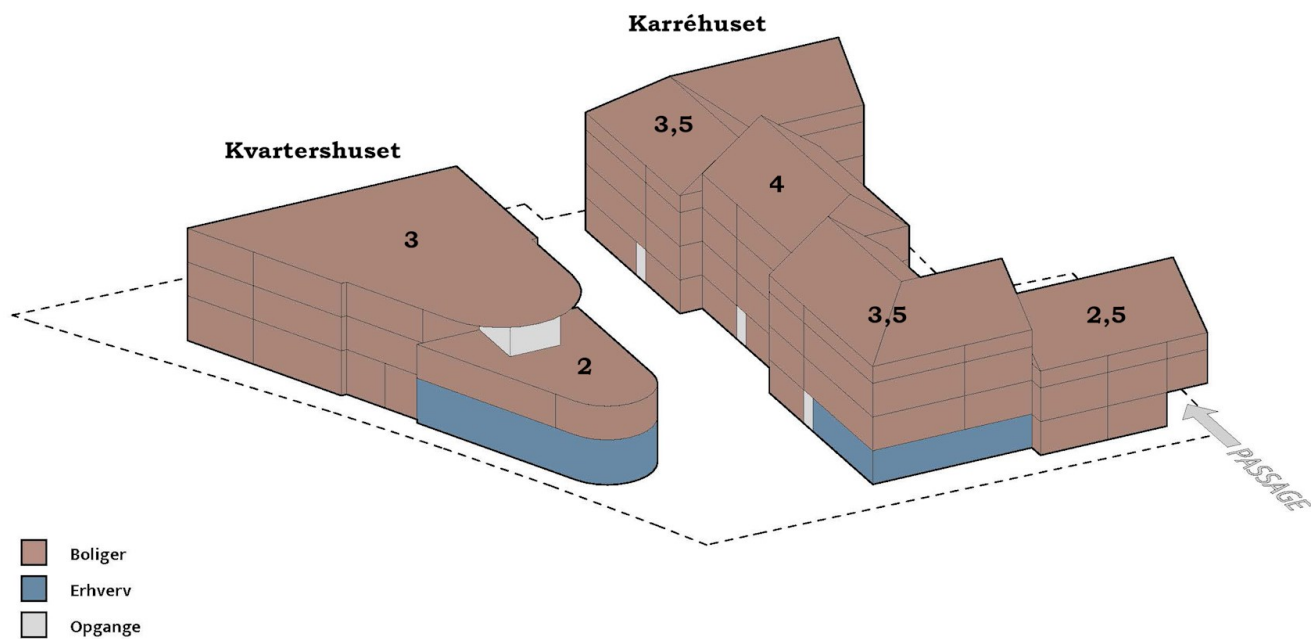 Karréhuset
Kvartershuset
3,5
4
3
3,5
2,5
2
PASSAGE
Boliger
Erhverv
Opgange